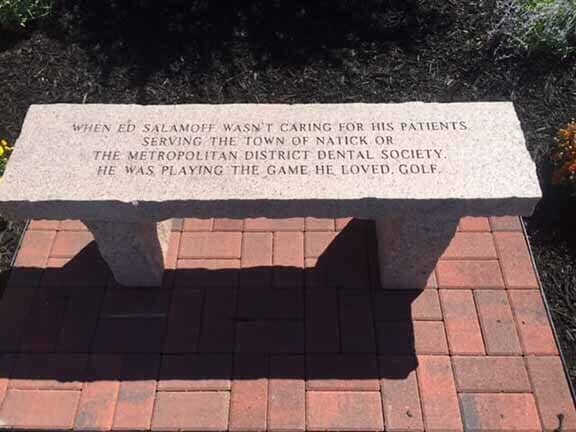 WHEN ED SALAMOFF WASN'T CARING FOR HIS PATIENTS,
SERVING THE TOWN OF NATICK OR
THE METROPOLITAN DISTRICT DENTAL SOCIETY,
HE WAS PLAYING THE GAME HE LOVED, GOLF.